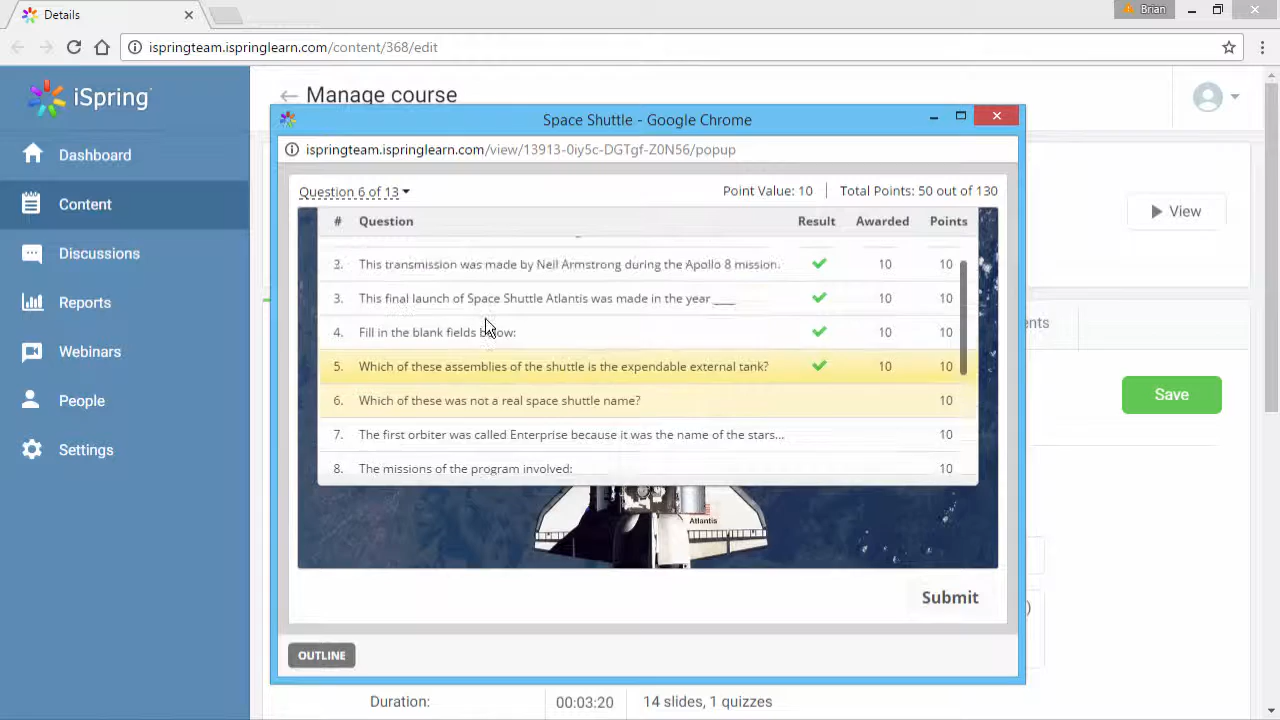 Details
Brian
ispringteam.ispringlearn.com/content/368/edit
iSpring
Manage course
Dashboard
Content
Discussions
Reports
Webinars
People
Settings
View
Save
Space Shuttle - Google Chrome
ispringteam.ispringlearn.com/view/13913-0iy5c-DGTgf-Z0N56/popup
Question 6 of 13
Point Value: 10 | Total Points: 50 out of 130
# Question Result Awarded Points
2. This transmission was made by Neil Armstrong during the Apollo 8 mission. 10 10
3. This final launch of Space Shuttle Atlantis was made in the year ____ 10 10
4. Fill in the blank fields below: 10 10
5. Which of these assemblies of the shuttle is the expendable external tank? 10 10
6. Which of these was not a real space shuttle name? 10
7. The first orbiter was called Enterprise because it was the name of the stars... 10
8. The missions of the program involved: 10
Atlantis
Submit
OUTLINE
Duration: 00:03:20 14 slides, 1 quizzes